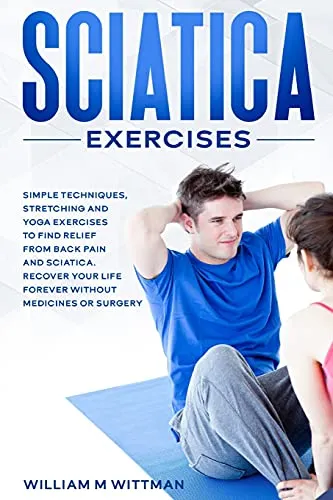 SCIATICA
EXERCISES
SIMPLE TECHNIQUES,
STRETCHING AND
YOGA EXERCISES
TO FIND RELIEF
FROM BACK PAIN
AND SCIATICA.
RECOVER YOUR LIFE
FOREVER WITHOUT
MEDICINES OR SURGERY
WILLIAM M WITTMAN